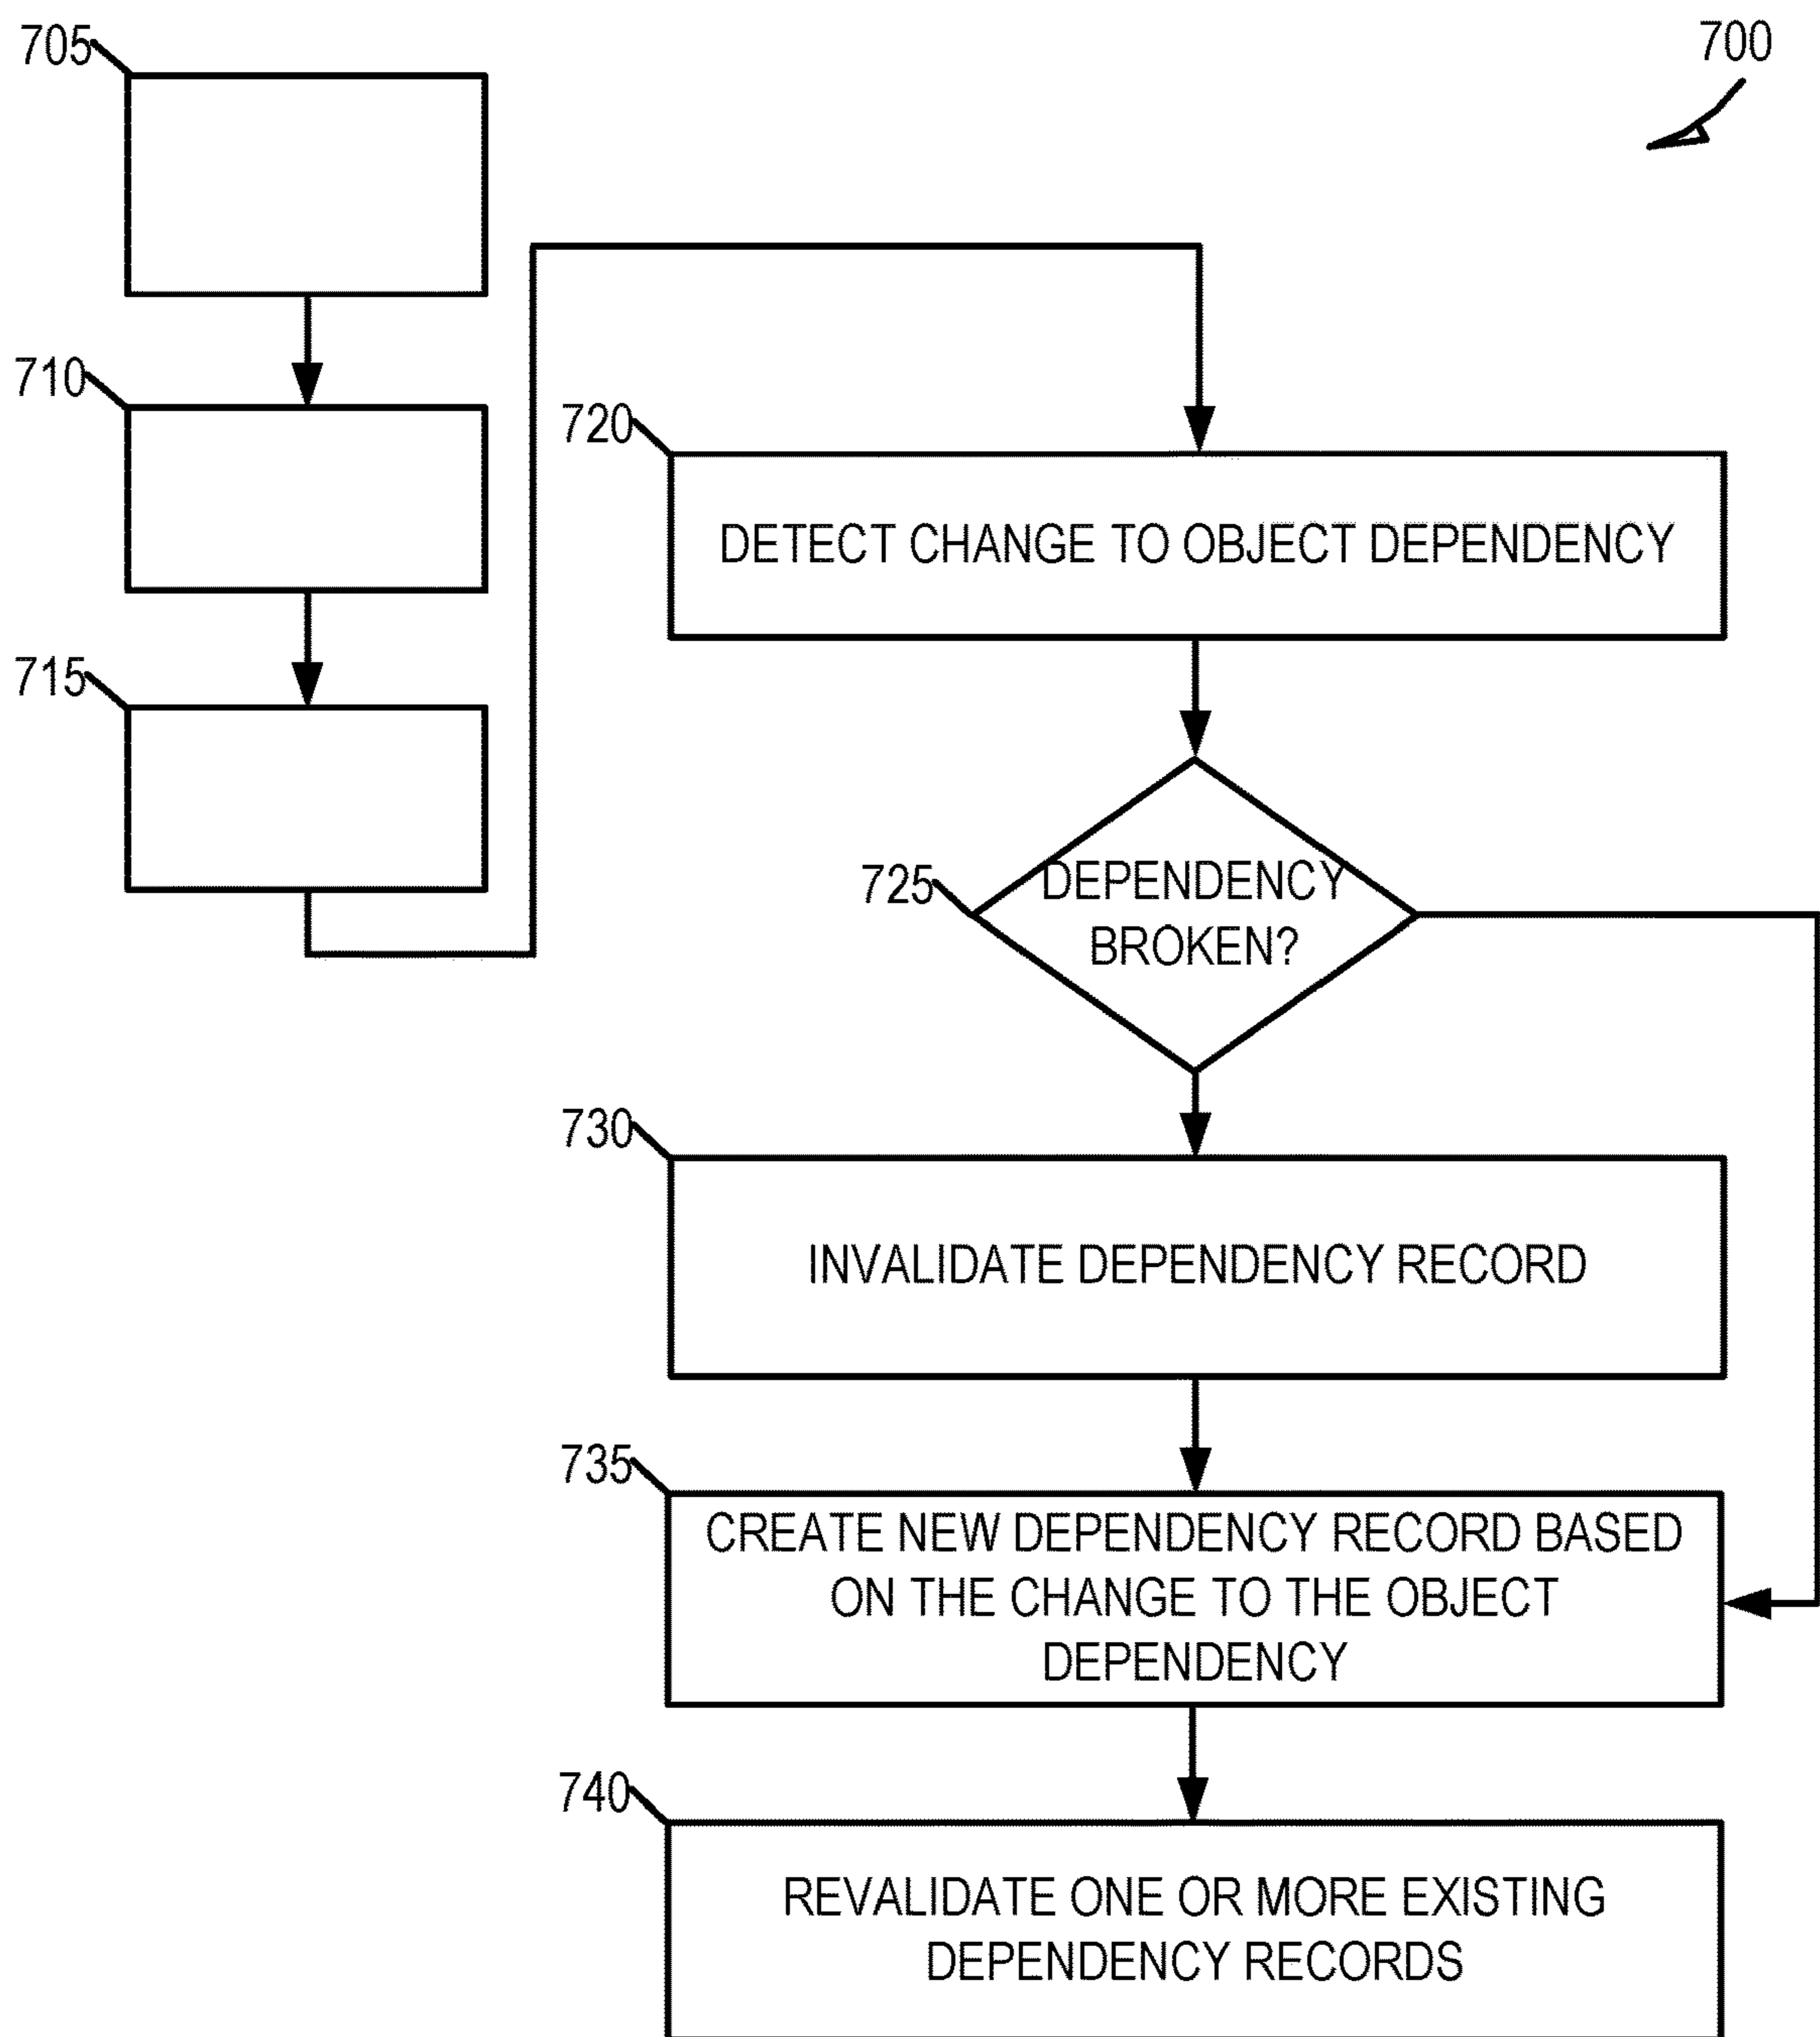 705
700
710
720
DETECT CHANGE TO OBJECT DEPENDENCY
715
725
DEPENDENCY
BROKEN?
730
INVALIDATE DEPENDENCY RECORD
735
CREATE NEW DEPENDENCY RECORD BASED
ON THE CHANGE TO THE OBJECT
DEPENDENCY
740
REVALIDATE ONE OR MORE EXISTING
DEPENDENCY RECORDS